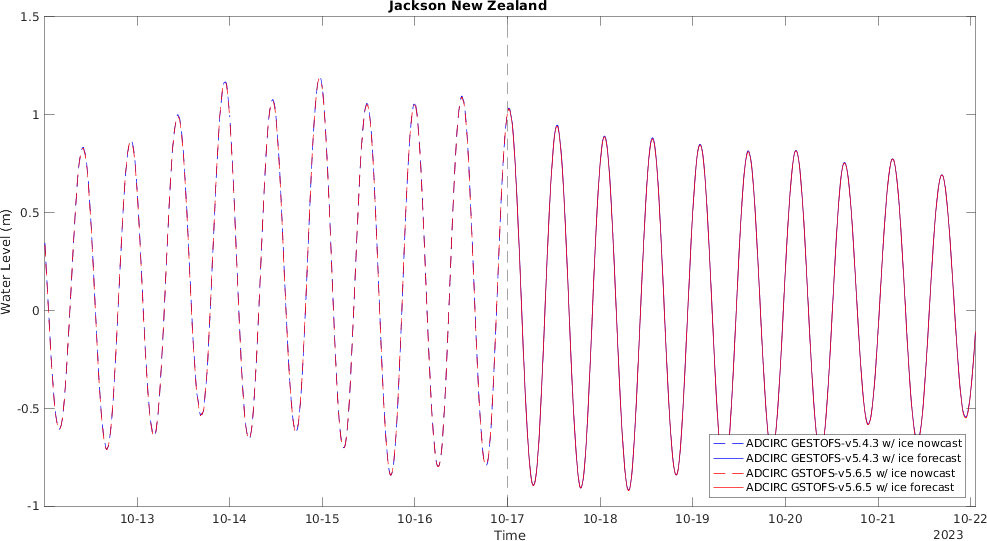 Jackson New Zealand
1.5
1
0.5
0
-0.5
-1
Water Level (m)
10-13 10-14 10-15 10-16 10-17 10-18 10-19 10-20 10-21 10-22
Time
2023
ADCIRC GESTOFS-v5.4.3 w/ ice nowcast
ADCIRC GESTOFS-v5.4.3 w/ ice forecast
ADCIRC GSTOFS-v5.6.5 w/ ice nowcast
ADCIRC GSTOFS-v5.6.5 w/ ice forecast